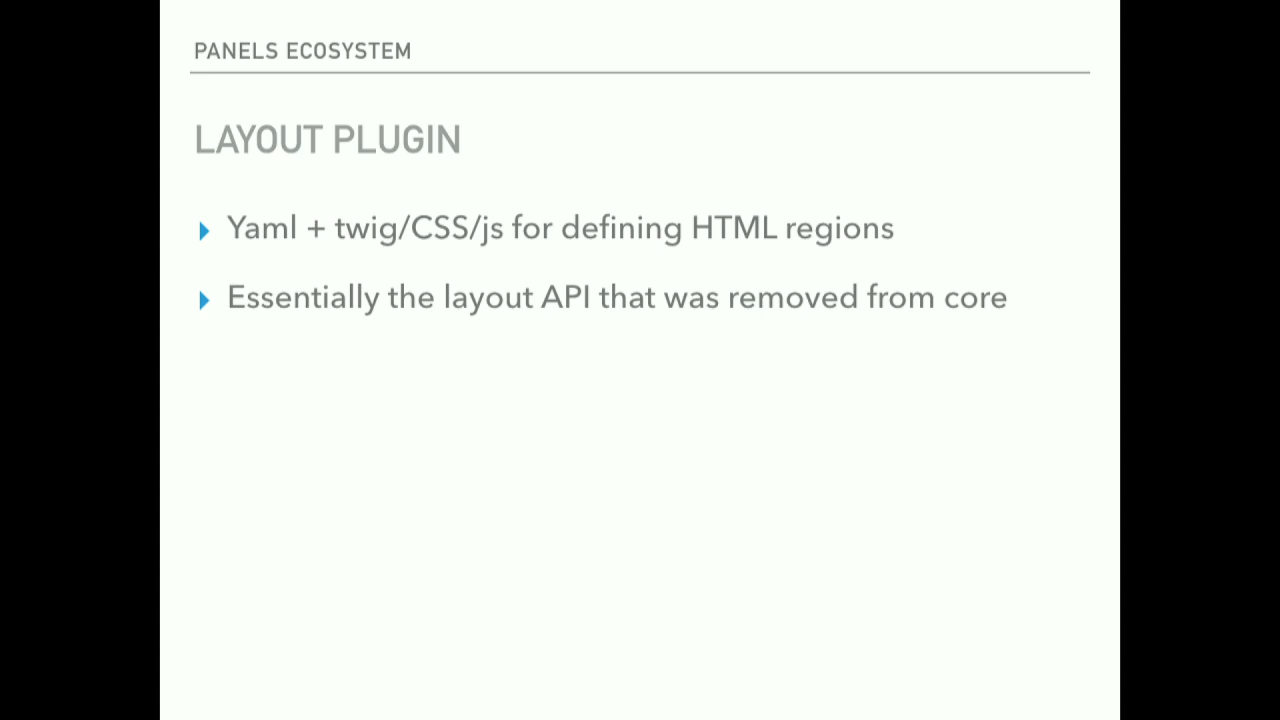 PANELS ECOSYSTEM
LAYOUT PLUGIN
Yaml + twig/CSS/js for defining HTML regions
Essentially the layout API that was removed from core